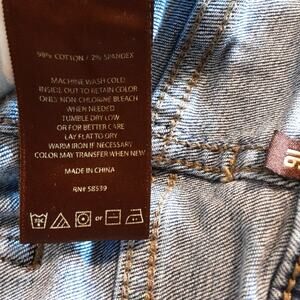 98% COTTON / 2% SPANDEX
MACHINE WASH COLD
INSIDE OUT TO RETAIN COLOR
ONLY NON-CHLORINE BLEACH
WHEN NEEDED
TUMBLE DRY LOW
OR FOR BETTER CARE
LAY FLAT TO DRY
WARM IRON IF NECESSARY
COLOR MAY TRANSFER WHEN NEW
MADE IN CHINA
RN# 58539
or
16